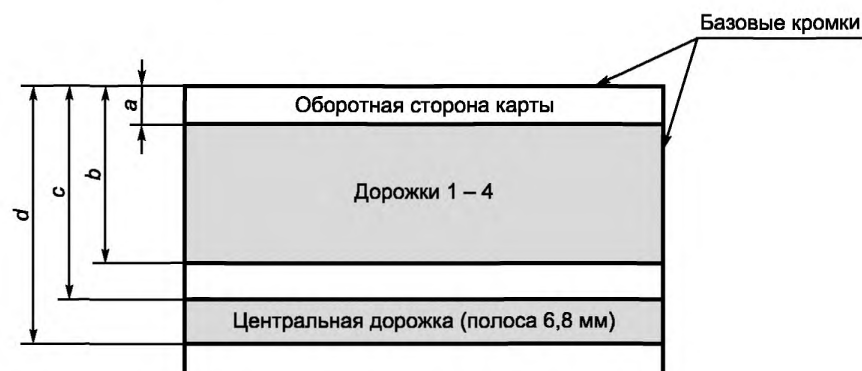 Базовые кромки
Оборотная сторона карты
a
Дорожки 1 – 4
b
c
d
Центральная дорожка (полоса 6,8 мм)